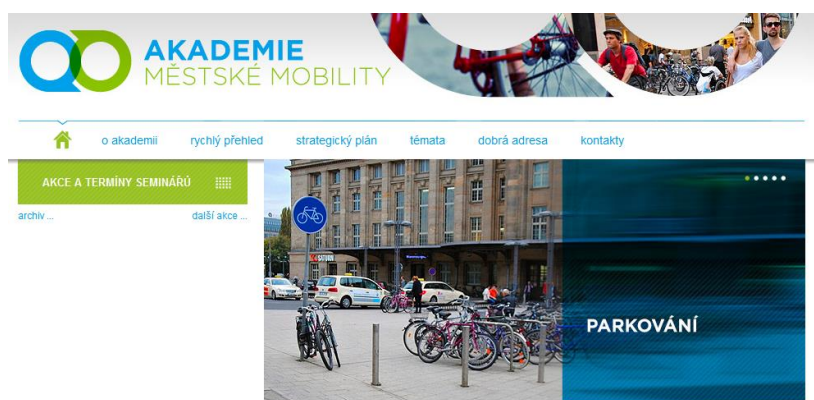 AKADEMIE
MĚSTSKÉ MOBILITY
o akademii
rychlý přehled
strategický plán
témata
dobrá adresa
kontakty
AKCE A TERMÍNY SEMINÁŘŮ
archiv ...
další akce ...
SATURN
PARKOVÁNÍ